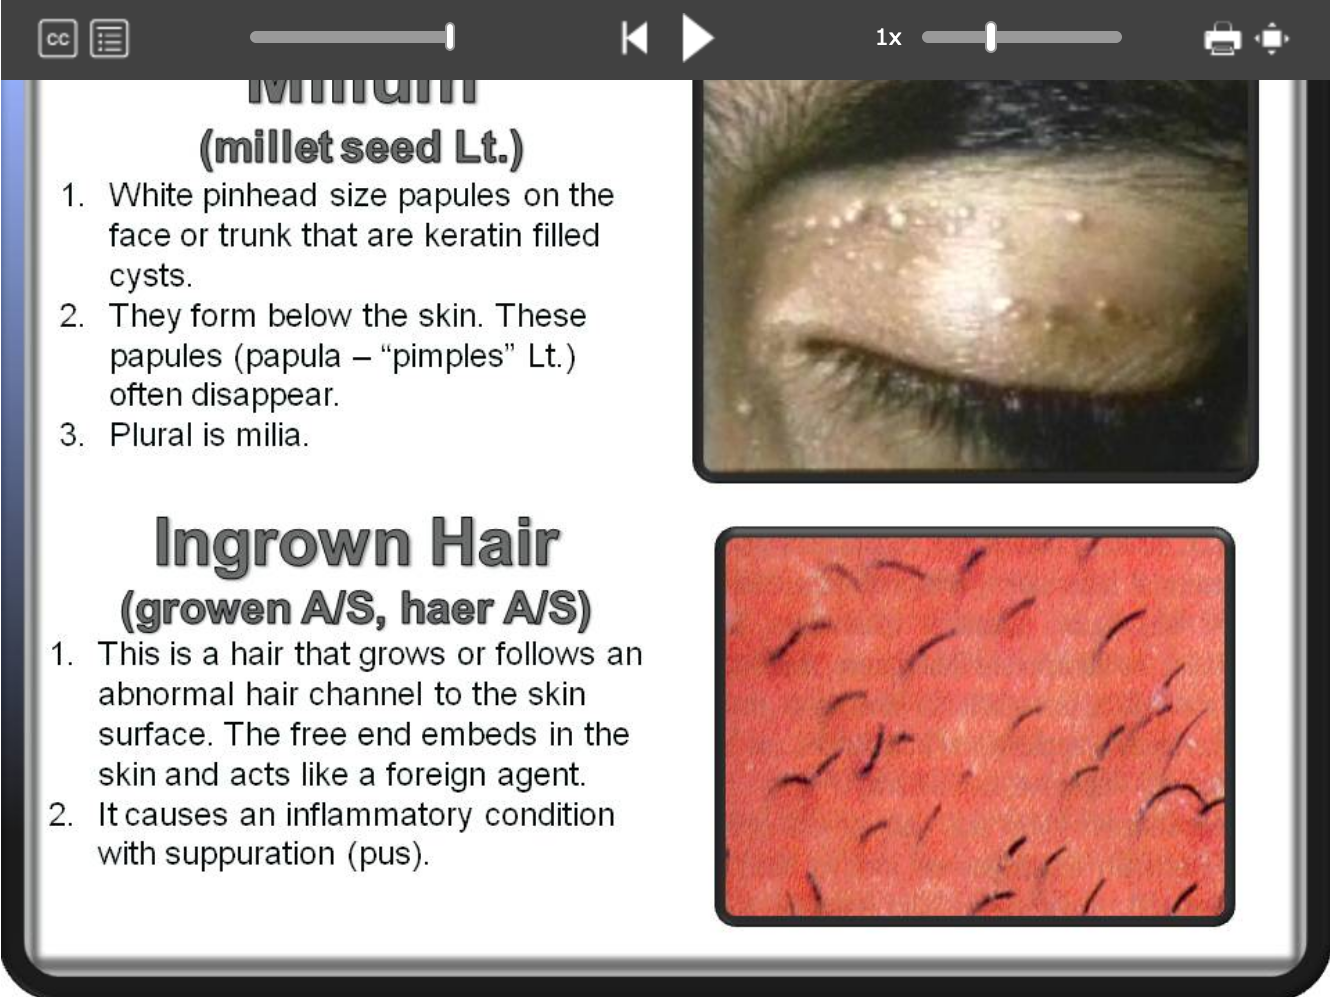 CC
1x
Milium
(millet seed Lt.)
1. White pinhead size papules on the
face or trunk that are keratin filled
cysts.
2. They form below the skin. These
papules (papula – “pimples” Lt.)
often disappear.
3. Plural is milia.
Ingrown Hair
(growen A/S, haer A/S)
1. This is a hair that grows or follows an
abnormal hair channel to the skin
surface. The free end embeds in the
skin and acts like a foreign agent.
2. It causes an inflammatory condition
with suppuration (pus).